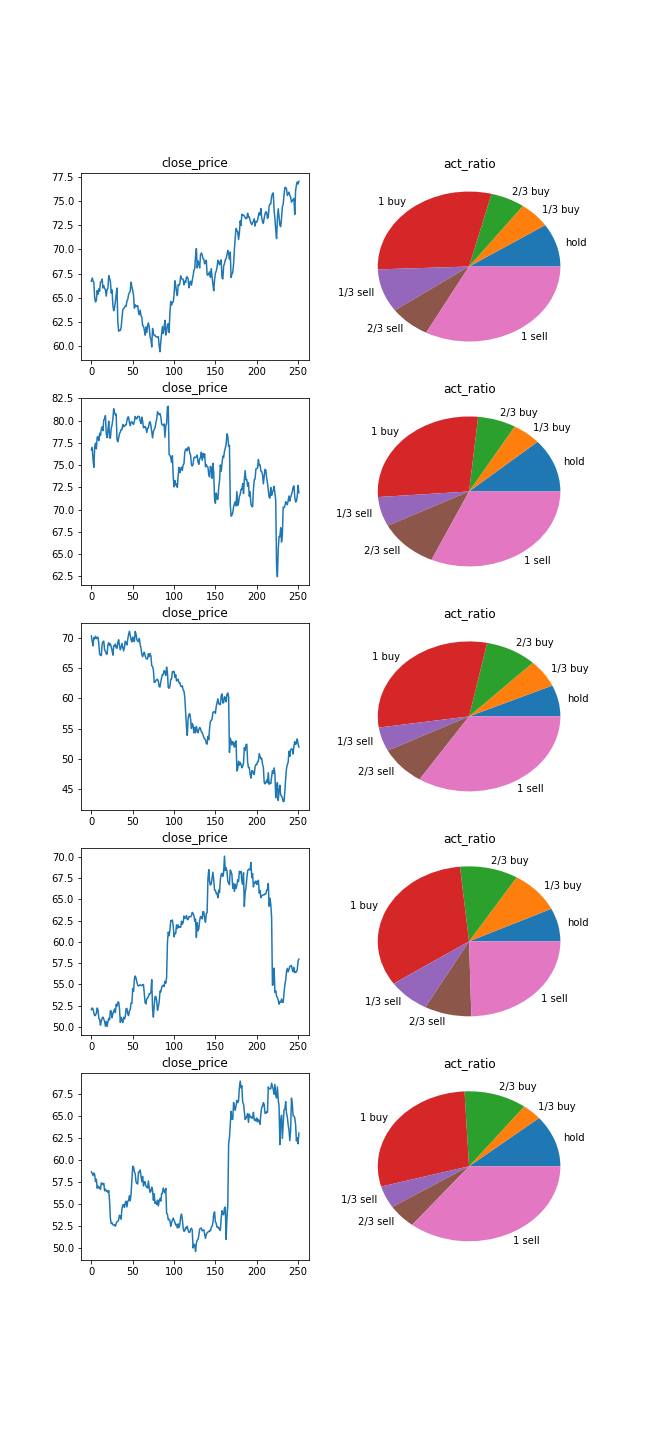 close_price
act_ratio
77.5
75.0
72.5
70.0
67.5
65.0
62.5
60.0
0 50 100 150 200 250
2/3 buy
1 buy
1/3 buy
hold
1/3 sell
2/3 sell
1 sell
close_price
act_ratio
82.5
80.0
77.5
75.0
72.5
70.0
67.5
65.0
62.5
0 50 100 150 200 250
2/3 buy
1/3 buy
1 buy
hold
1/3 sell
2/3 sell
1 sell
close_price
act_ratio
70
65
60
55
50
45
0 50 100 150 200 250
2/3 buy
1 buy
1/3 buy
hold
1/3 sell
2/3 sell
1 sell
close_price
act_ratio
70.0
67.5
65.0
62.5
60.0
57.5
55.0
52.5
50.0
0 50 100 150 200 250
2/3 buy
1/3 buy
1 buy
hold
1/3 sell
1 sell
2/3 sell
close_price
act_ratio
67.5
65.0
62.5
60.0
57.5
55.0
52.5
50.0
0 50 100 150 200 250
2/3 buy
1/3 buy
1 buy
hold
1/3 sell
2/3 sell
1 sell